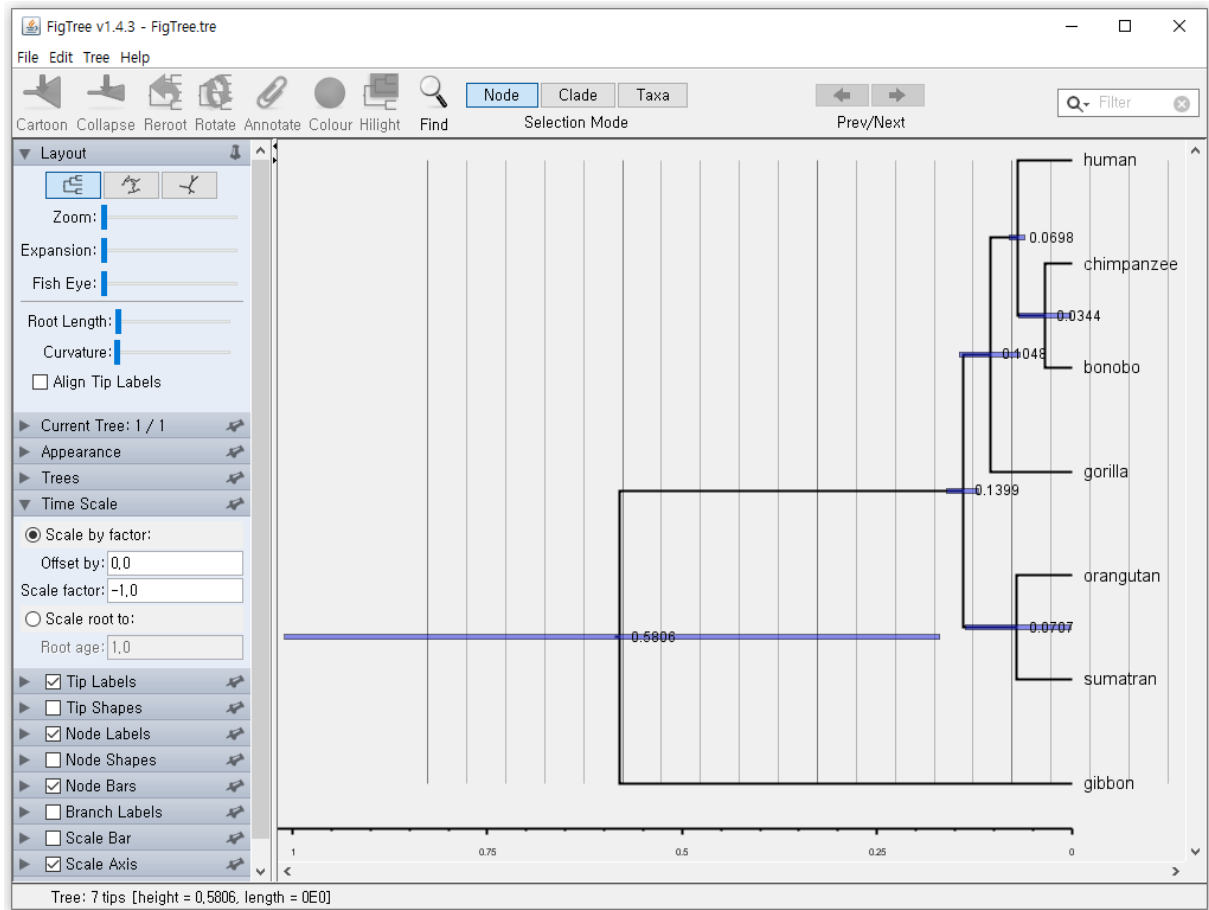 FigTree v1.4.3 - FigTree.tre
File Edit Tree Help
Cartoon Collapse Reroot Rotate Annotate Colour Hilight Find
Node Clade Taxa
Selection Mode
Prev/Next
Filter
Layout
Zoom:
Expansion:
Fish Eye:
Root Length:
Curvature:
Align Tip Labels
Current Tree: 1 / 1
Appearance
Trees
Time Scale
Scale by factor:
Offset by: 0,0
Scale factor: -1,0
Scale root to:
Root age: 1,0
Tip Labels
Tip Shapes
Node Labels
Node Shapes
Node Bars
Branch Labels
Scale Bar
Scale Axis
human
0.0698
chimpanzee
0.0344
0.1048
bonobo
gorilla
0.1399
orangutan
0.0707
0.5806
sumatran
gibbon
1 0.75 0.5 0.25 0
Tree: 7 tips [height = 0,5806, length = 0E0]